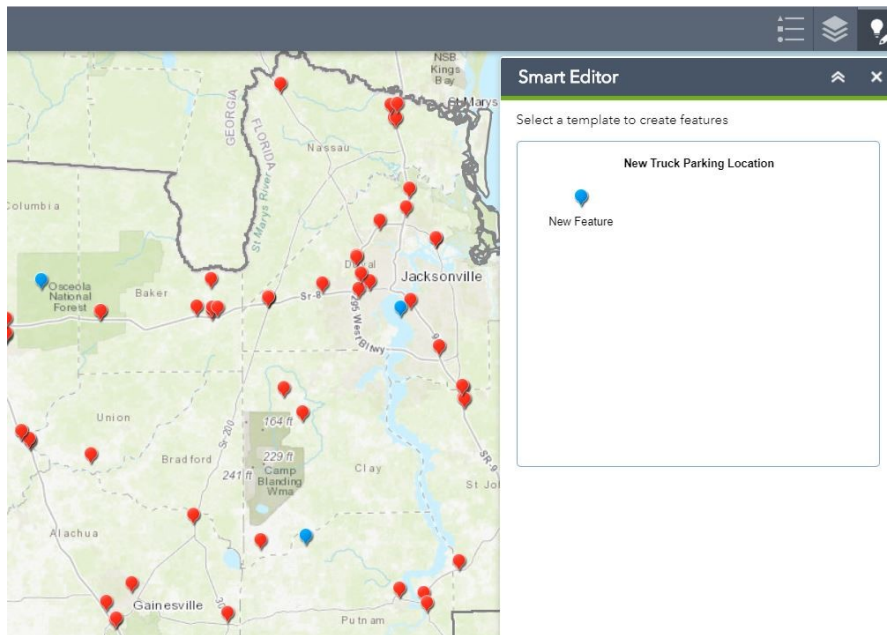 NSB
Kings
Bay
St Marys
GEORGIA
FLORIDA
Nassau
St Marys River
Columbia
Duval
Jacksonville
Osceola
National
Forest
Baker
Sr-8
295 West Bltwy
9
Union
Sr-200
164 ft
229 ft
241 ft
Camp
Blanding
Wma
Bradford
Clay
SR-9
St Jo
Alachua
Gainesville
30
Putnam
Smart Editor
Select a template to create features
New Truck Parking Location
New Feature